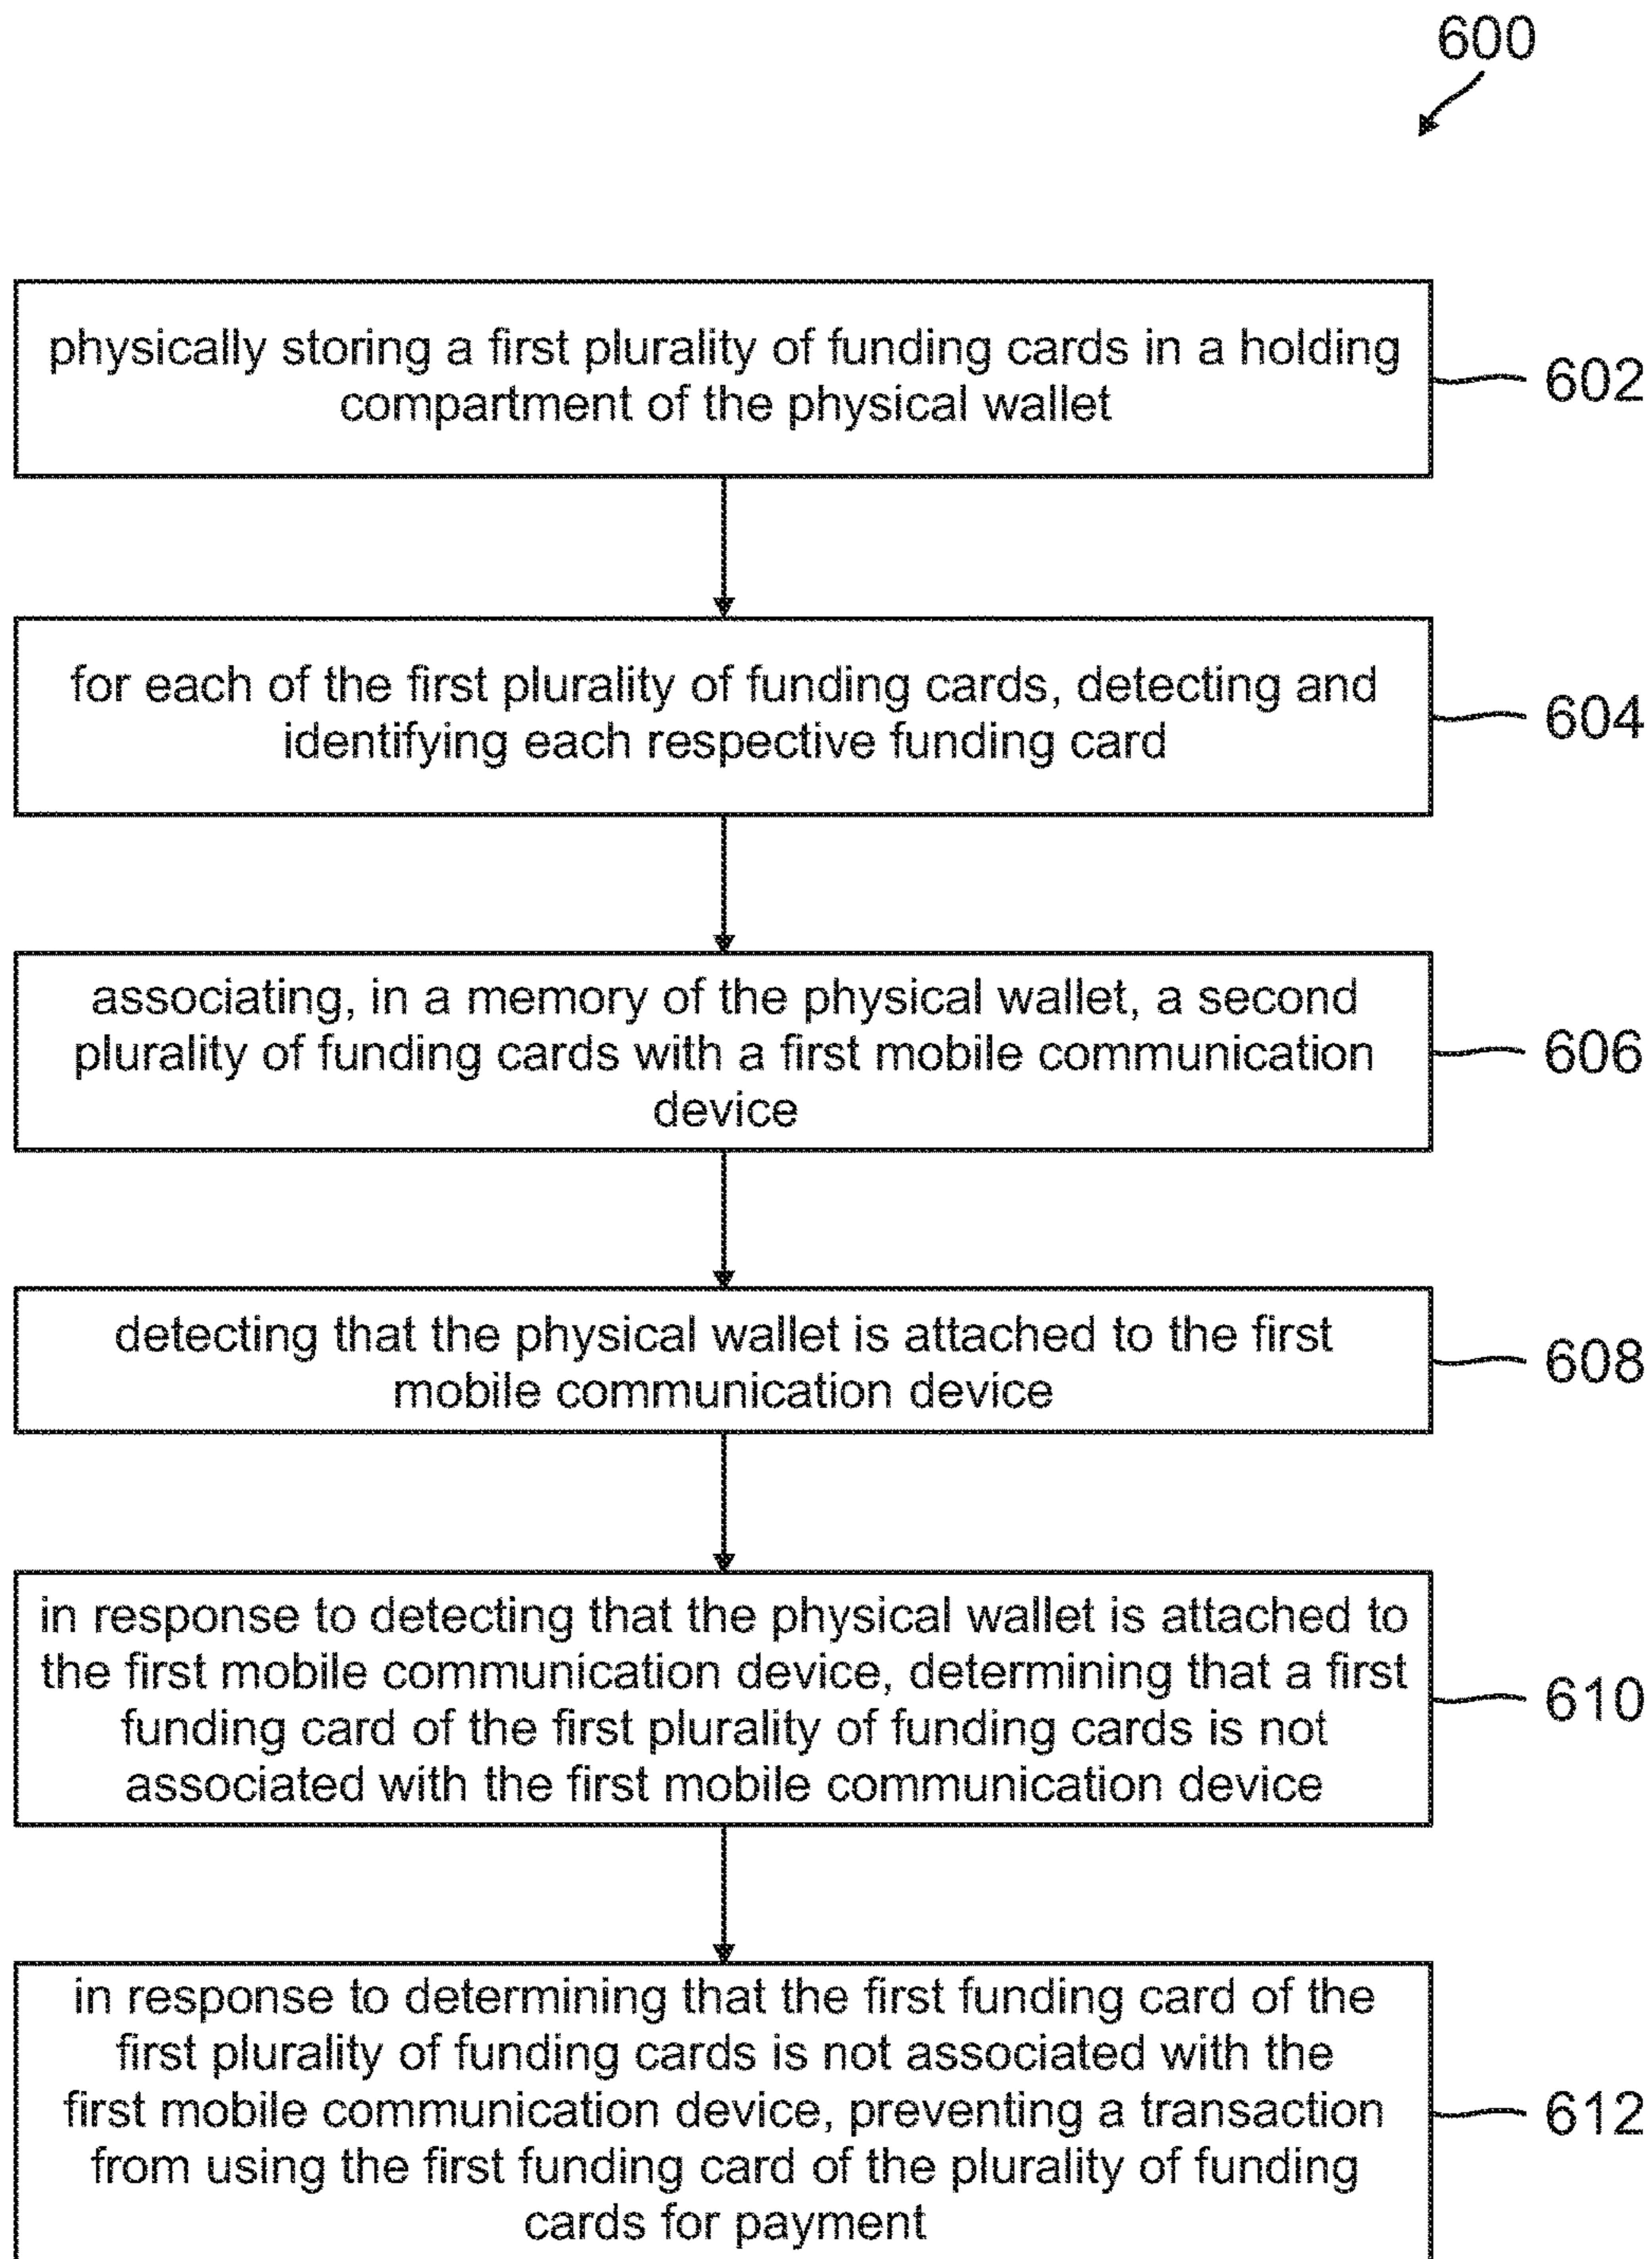 600
physically storing a first plurality of funding cards in a holding
compartment of the physical wallet
602
for each of the first plurality of funding cards, detecting and
identifying each respective funding card
604
associating, in a memory of the physical wallet, a second
plurality of funding cards with a first mobile communication
device
606
detecting that the physical wallet is attached to the first
mobile communication device
608
in response to detecting that the physical wallet is attached to
the first mobile communication device, determining that a first
funding card of the first plurality of funding cards is not
associated with the first mobile communication device
610
in response to determining that the first funding card of the
first plurality of funding cards is not associated with the
first mobile communication device, preventing a transaction
from using the first funding card of the plurality of funding
cards for payment
612